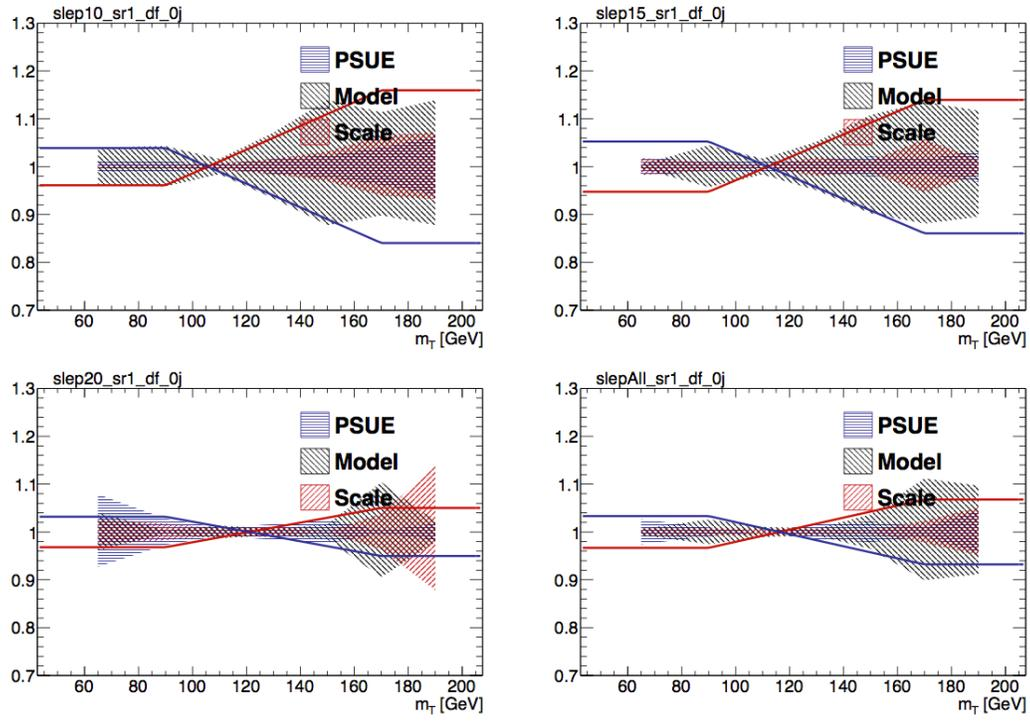 slep10_sr1_df_0j
1.3
1.2
1.1
1
0.9
0.8
0.7
PSUE
Model
Scale
60 80 100 120 140 160 180 200
m_T [GeV]
slep15_sr1_df_0j
1.3
1.2
1.1
1
0.9
0.8
0.7
PSUE
Model
Scale
60 80 100 120 140 160 180 200
m_T [GeV]
slep20_sr1_df_0j
1.3
1.2
1.1
1
0.9
0.8
0.7
PSUE
Model
Scale
60 80 100 120 140 160 180 200
m_T [GeV]
slepAll_sr1_df_0j
1.3
1.2
1.1
1
0.9
0.8
0.7
PSUE
Model
Scale
60 80 100 120 140 160 180 200
m_T [GeV]